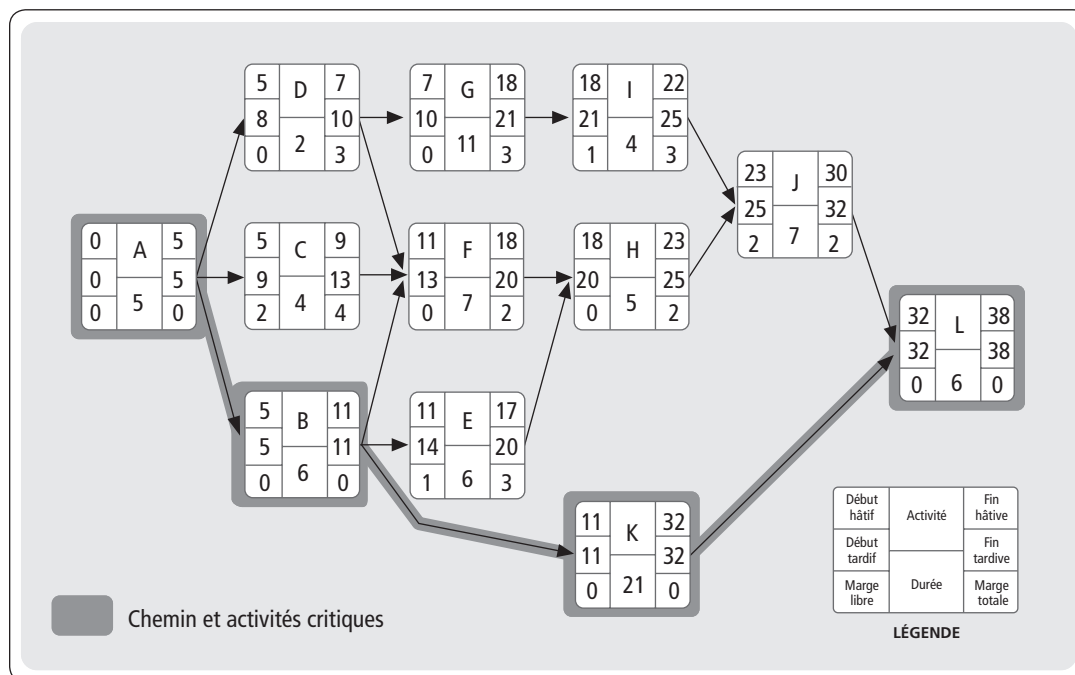 5 D 7
8 10
0 2 3
7 G 18
10 21
0 11 3
18 I 22
21 25
1 4 3
23 J 30
25 32
2 7 2
0 A 5
0 5
0 5 0
5 C 9
9 13
2 4 4
11 F 18
13 20
0 7 2
18 H 23
20 25
0 5 2
32 L 38
32 38
0 6 0
5 B 11
5 11
0 6 0
11 E 17
14 20
1 6 3
11 K 32
11 32
0 21 0
Début
hâtif
Activité
Fin
hâtive
Début
tardif
Fin
tardive
Marge
libre
Durée
Marge
totale
LÉGENDE
Chemin et activités critiques